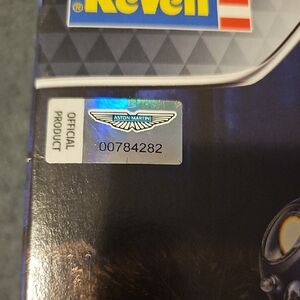 Revell
®
ASTON MARTIN
OFFICIAL
PRODUCT
00784282